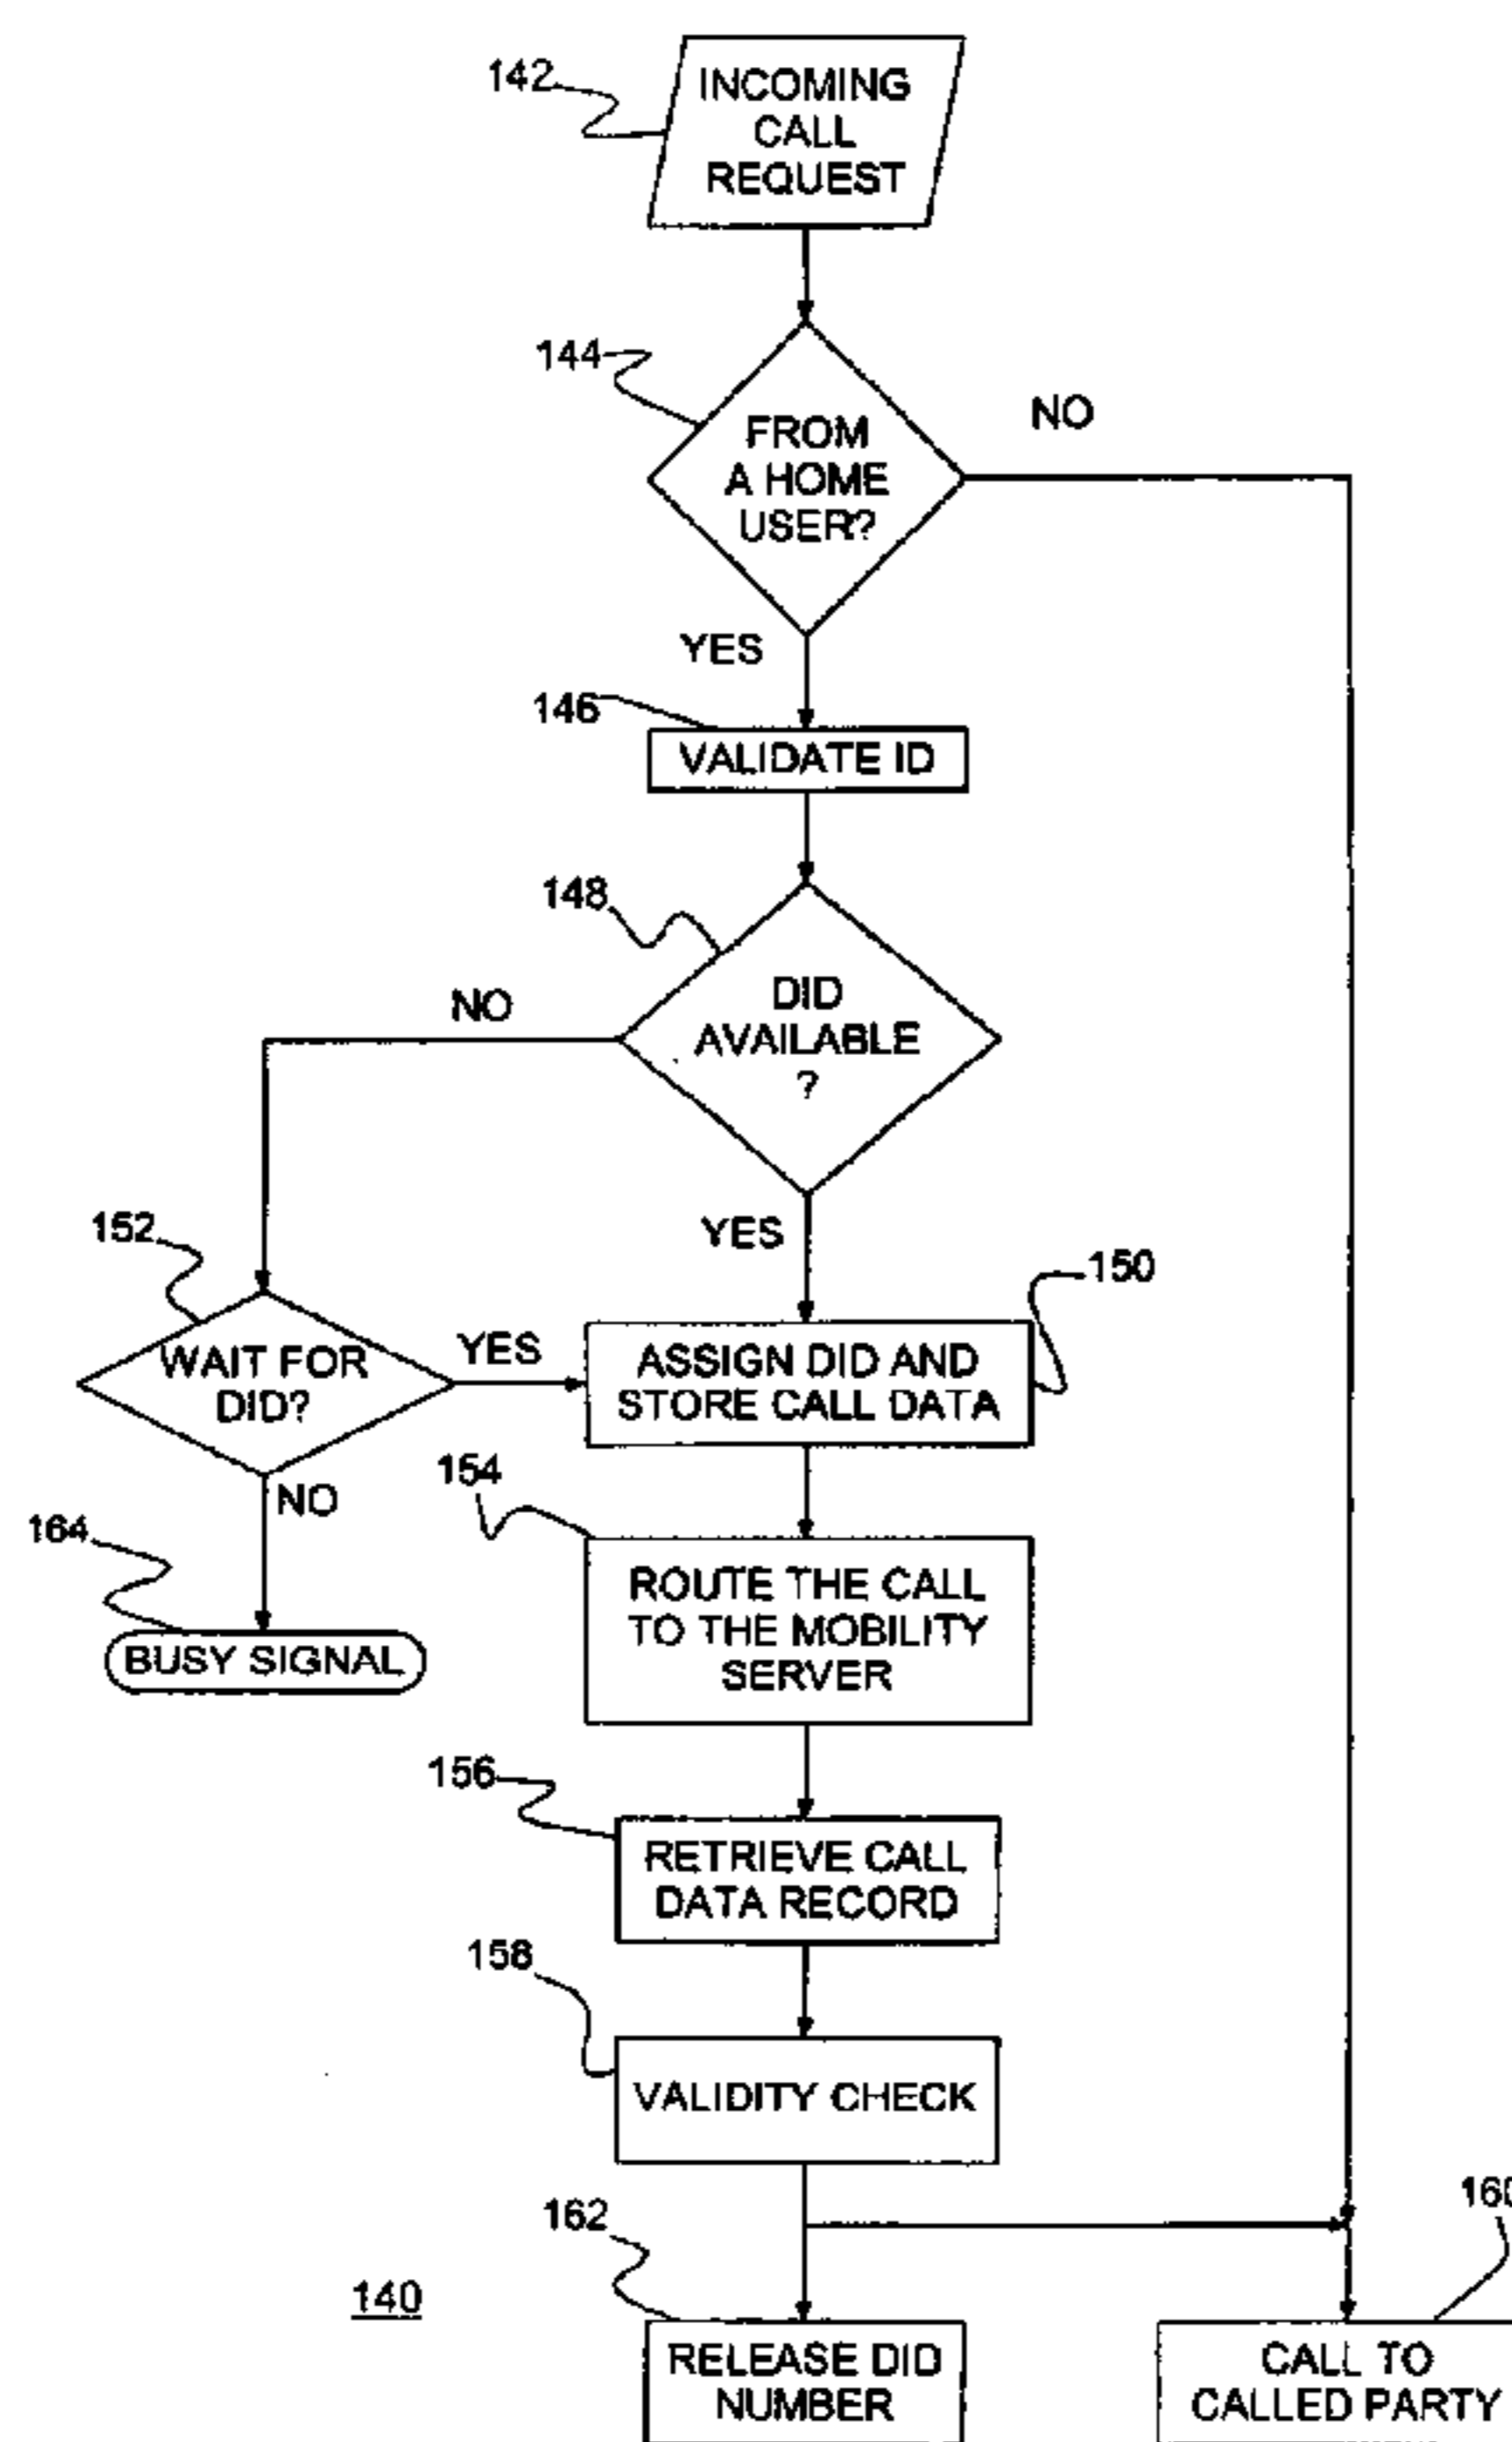 142
INCOMING
CALL
REQUEST
144
FROM
A HOME
USER?
NO
YES
146
VALIDATE ID
148
DID
AVAILABLE
?
NO
YES
152
WAIT FOR
DID?
YES
150
ASSIGN DID AND
STORE CALL DATA
NO
154
164
BUSY SIGNAL
ROUTE THE CALL
TO THE MOBILITY
SERVER
156
RETRIEVE CALL
DATA RECORD
158
VALIDITY CHECK
162
160
140
RELEASE DID
NUMBER
CALL TO
CALLED PARTY